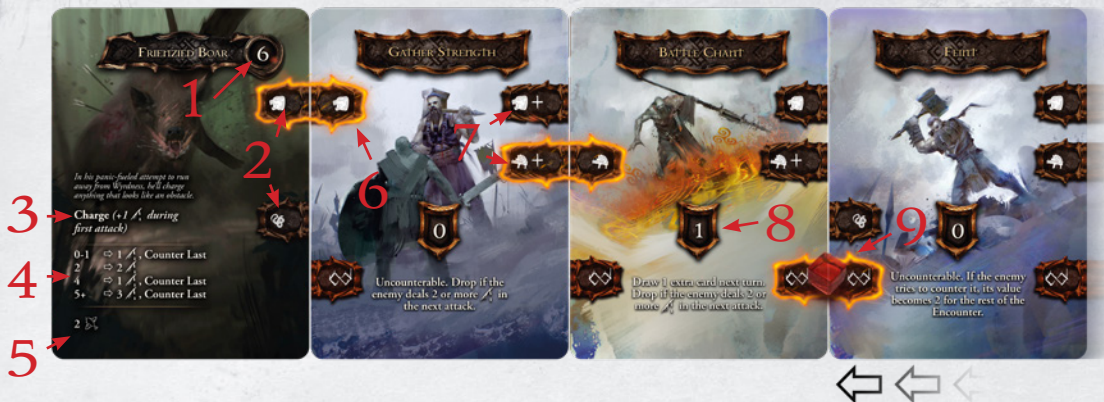 FRIENZIED BOAR
6
1
2
In his panic-fueled attempt to run
away from Wyrdness, he'll charge
anything that looks like an obstacle.
3
Charge (+1 during
first attack)
4
0-1 ⇨ 1 , Counter Last
2 ⇨ 2
4 ⇨ 1 , Counter Last
5+ ⇨ 3 , Counter Last
2
5
GATHER STRENGTH
6
7
+
+
0
Uncounterable. Drop if the
enemy deals 2 or more in
the next attack.
BATTLE CHANT
+
1
8
Draw 1 extra card next turn.
Drop if the enemy deals 2 or
more in the next attack.
FEINT
9
0
Uncounterable. If the enemy
tries to counter it, its value
becomes 2 for the rest of the
Encounter.